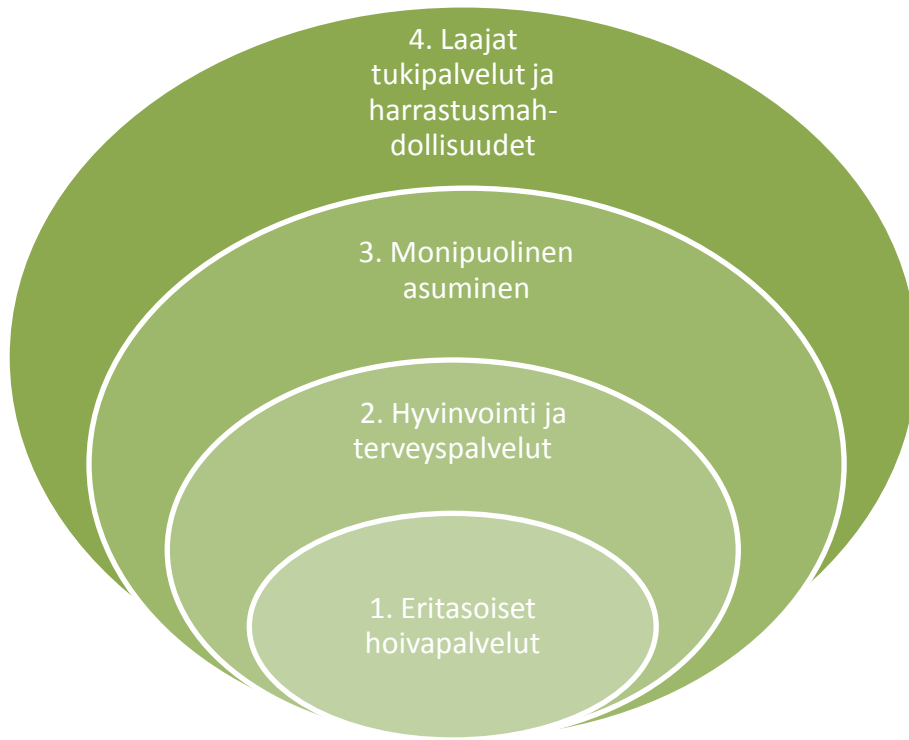 4. Laajat
tukipalvelut ja
harrastusmah-
dollisuudet
3. Monipuolinen
asuminen
2. Hyvinvointi ja
terveyspalvelut
1. Eritasoiset
hoivapalvelut